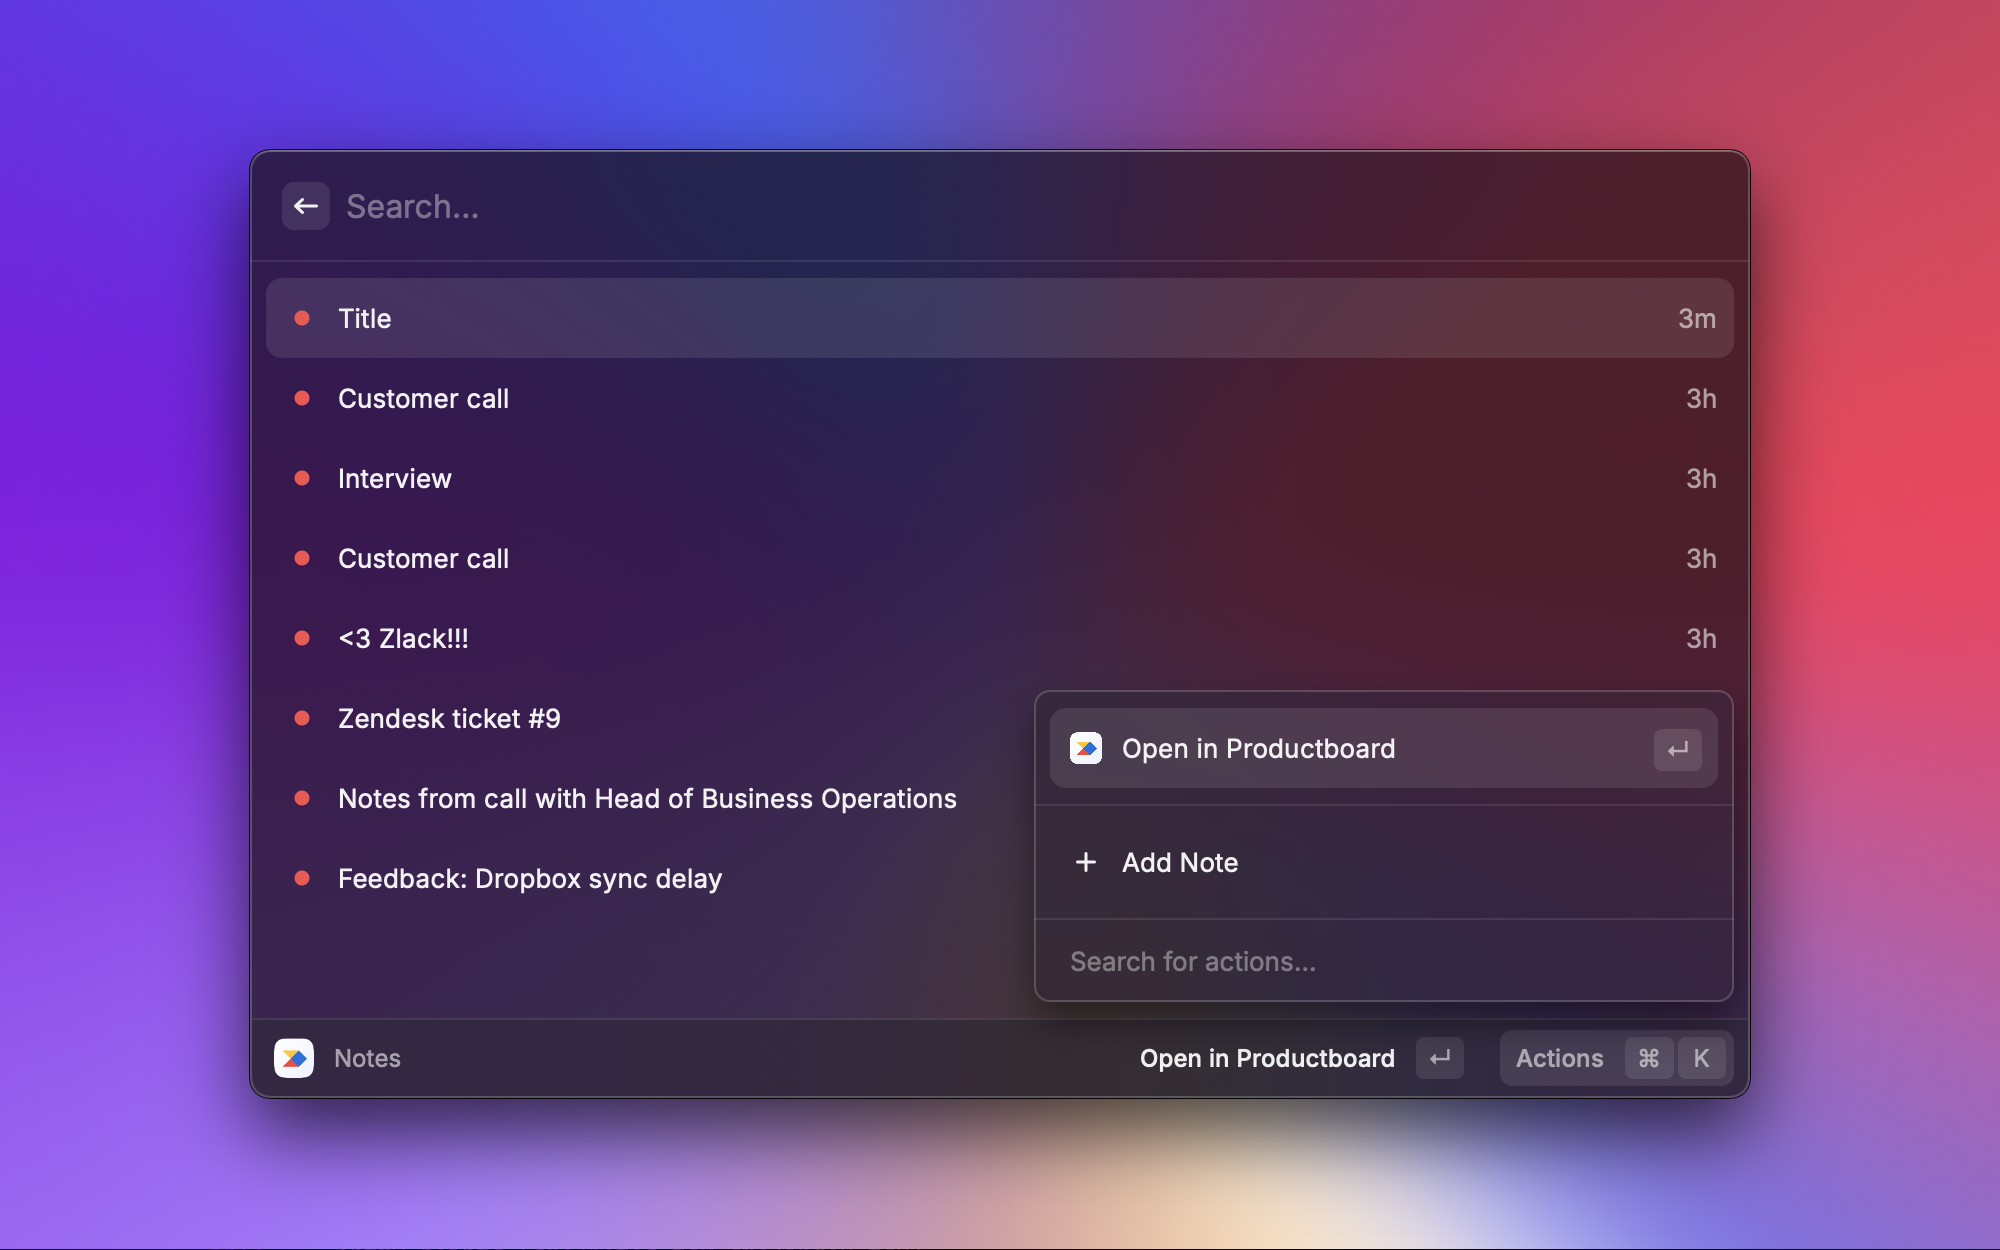 Search...
Title 3m
Customer call 3h
Interview 3h
Customer call 3h
<3 Zlack!!! 3h
Zendesk ticket #9
Notes from call with Head of Business Operations
Feedback: Dropbox sync delay
Open in Productboard
Add Note
Search for actions...
Notes Open in Productboard Actions ⌘ K